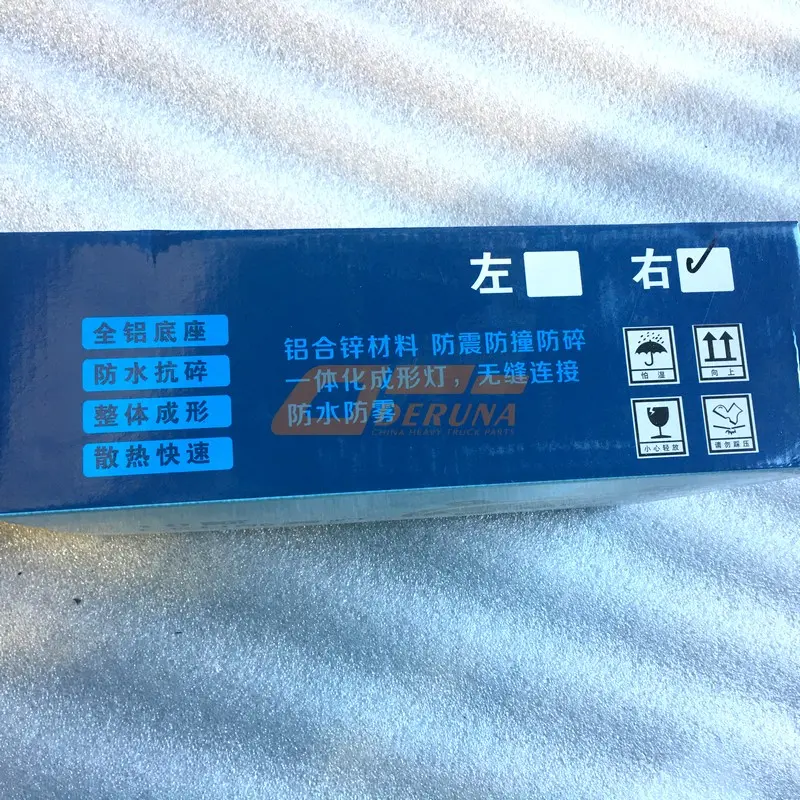 左 右
全铝底座
防水抗碎
整体成形
散热快速
铝合锌材料 防震防撞防碎
一体化成形灯，无缝连接
防水防雾
DERUNA
CHINA HEAVY TRUCK PARTS
怕湿
向上
小心轻放
请勿踩压